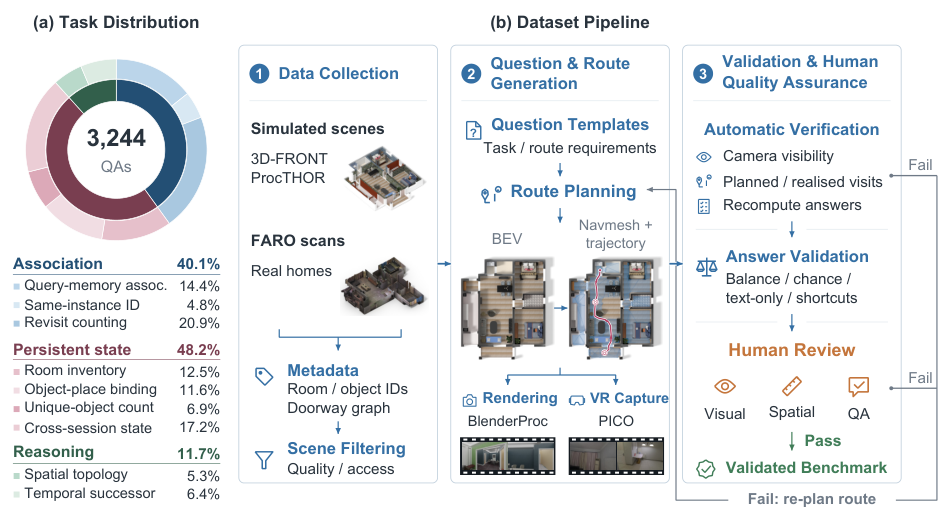 (a) Task Distribution
3,244
QAs
Association 40.1%
Query-memory assoc. 14.4%
Same-instance ID 4.8%
Revisit counting 20.9%
Persistent state 48.2%
Room inventory 12.5%
Object-place binding 11.6%
Unique-object count 6.9%
Cross-session state 17.2%
Reasoning 11.7%
Spatial topology 5.3%
Temporal successor 6.4%
(b) Dataset Pipeline
1 Data Collection
Simulated scenes
3D-FRONT
ProcTHOR
FARO scans
Real homes
Metadata
Room / object IDs
Doorway graph
Scene Filtering
Quality / access
2 Question & Route
Generation
Question Templates
Task / route requirements
Route Planning
BEV
Navmesh +
trajectory
Rendering
BlenderProc
VR Capture
PICO
3 Validation & Human
Quality Assurance
Automatic Verification
Camera visibility
Planned / realised visits
Recompute answers
Answer Validation
Balance / chance /
text-only / shortcuts
Human Review
Visual
Spatial
QA
Pass
Validated Benchmark
Fail
Fail
Fail: re-plan route